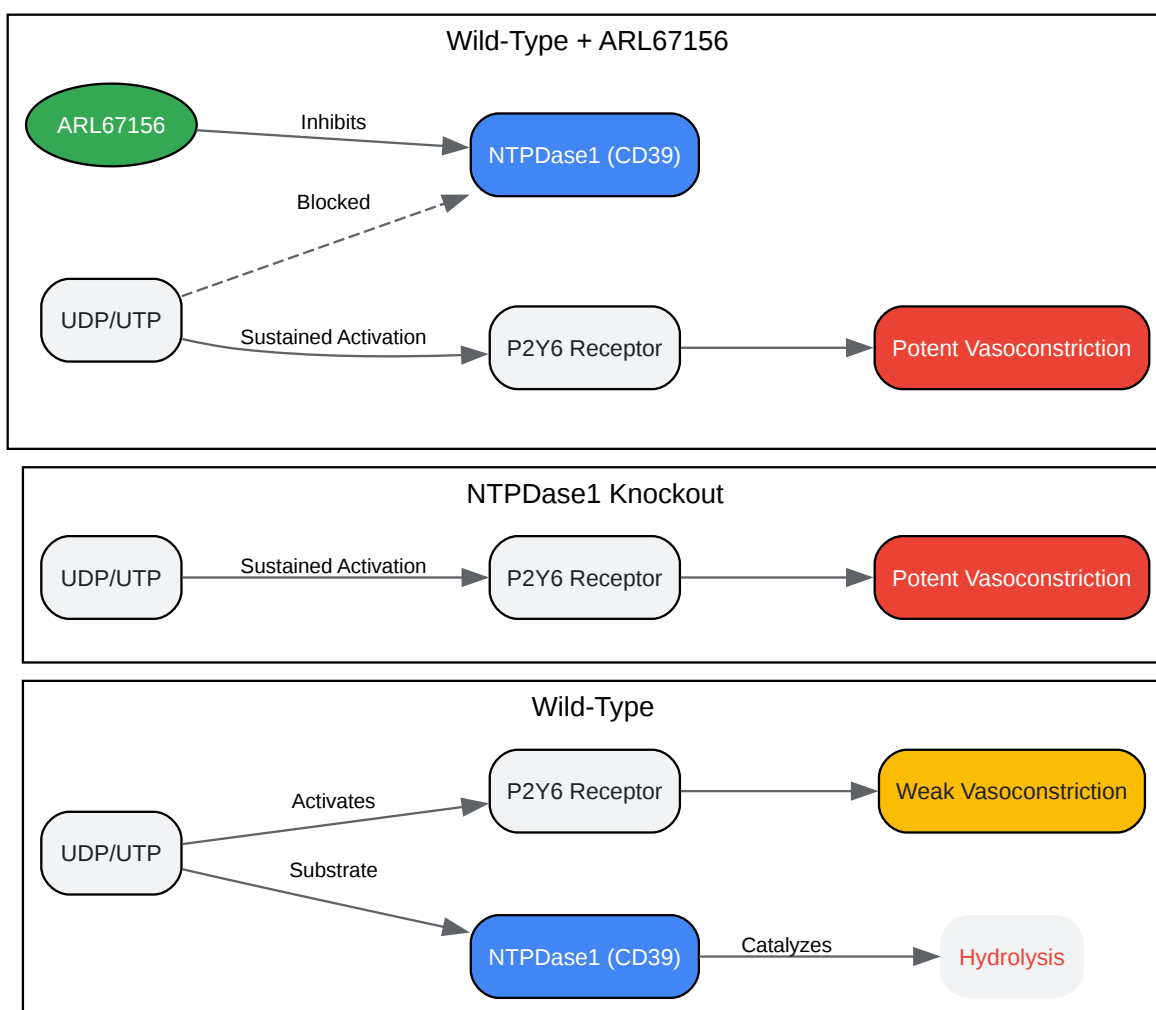 Wild-Type + ARL67156
ARL67156
Inhibits
NTPDase1 (CD39)
Blocked
UDP/UTP
Sustained Activation
P2Y6 Receptor
Potent Vasoconstriction
NTPDase1 Knockout
UDP/UTP
Sustained Activation
P2Y6 Receptor
Potent Vasoconstriction
Wild-Type
UDP/UTP
Activates
P2Y6 Receptor
Weak Vasoconstriction
Substrate
NTPDase1 (CD39)
Catalyzes
Hydrolysis